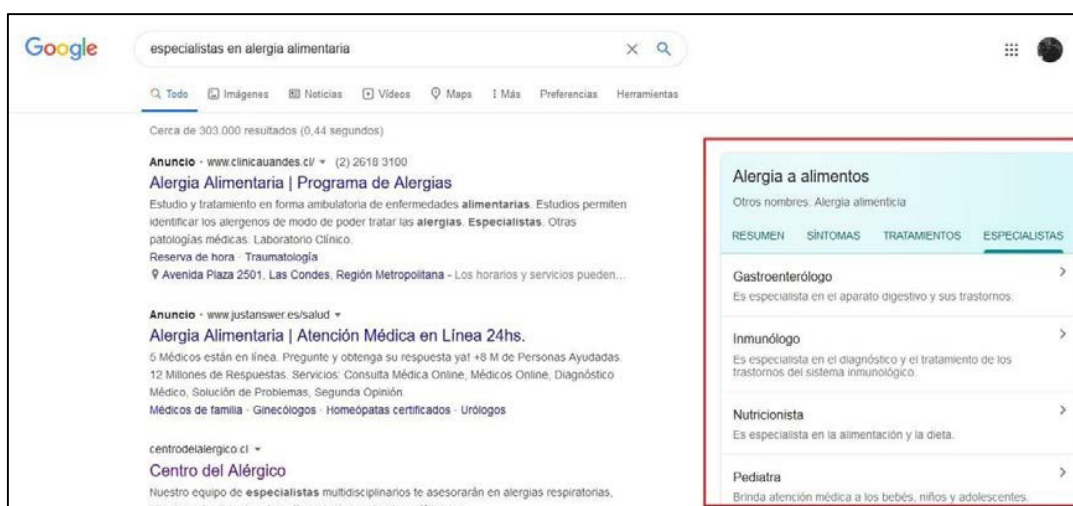 Google
especialistas en alergia alimentaria
Todo Imágenes Noticias Vídeos Maps Más Preferencias Herramientas
Cerca de 303.000 resultados (0,44 segundos)
Anuncio · www.clinicauandes.cl/ (2) 2618 3100
Alergia Alimentaria | Programa de Alergias
Estudio y tratamiento en forma ambulatoria de enfermedades alimentarias. Estudios permiten
identificar los alergenos de modo de poder tratar las alergias. Especialistas. Otras
patologías médicas. Laboratorio Clínico.
Reserva de hora · Traumatología
Avenida Plaza 2501, Las Condes, Región Metropolitana - Los horarios y servicios pueden...
Anuncio · www.justanswer.es/salud
Alergia Alimentaria | Atención Médica en Línea 24hs.
5 Médicos están en línea. Pregunte y obtenga su respuesta ya! +8 M de Personas Ayudadas.
12 Millones de Respuestas. Servicios: Consulta Médica Online, Médicos Online, Diagnóstico
Médico, Solución de Problemas, Segunda Opinión.
Médicos de familia · Ginecólogos · Homeópatas certificados · Urólogos
centrodelalergico.cl
Centro del Alérgico
Nuestro equipo de especialistas multidisciplinarios te asesorarán en alergias respiratorias,
Alergia a alimentos
Otros nombres: Alergia alimenticia
RESUMEN SÍNTOMAS TRATAMIENTOS ESPECIALISTAS
Gastroenterólogo
Es especialista en el aparato digestivo y sus trastornos.
Inmunólogo
Es especialista en el diagnóstico y el tratamiento de los
trastornos del sistema inmunológico.
Nutricionista
Es especialista en la alimentación y la dieta.
Pediatra
Brinda atención médica a los bebés, niños y adolescentes.